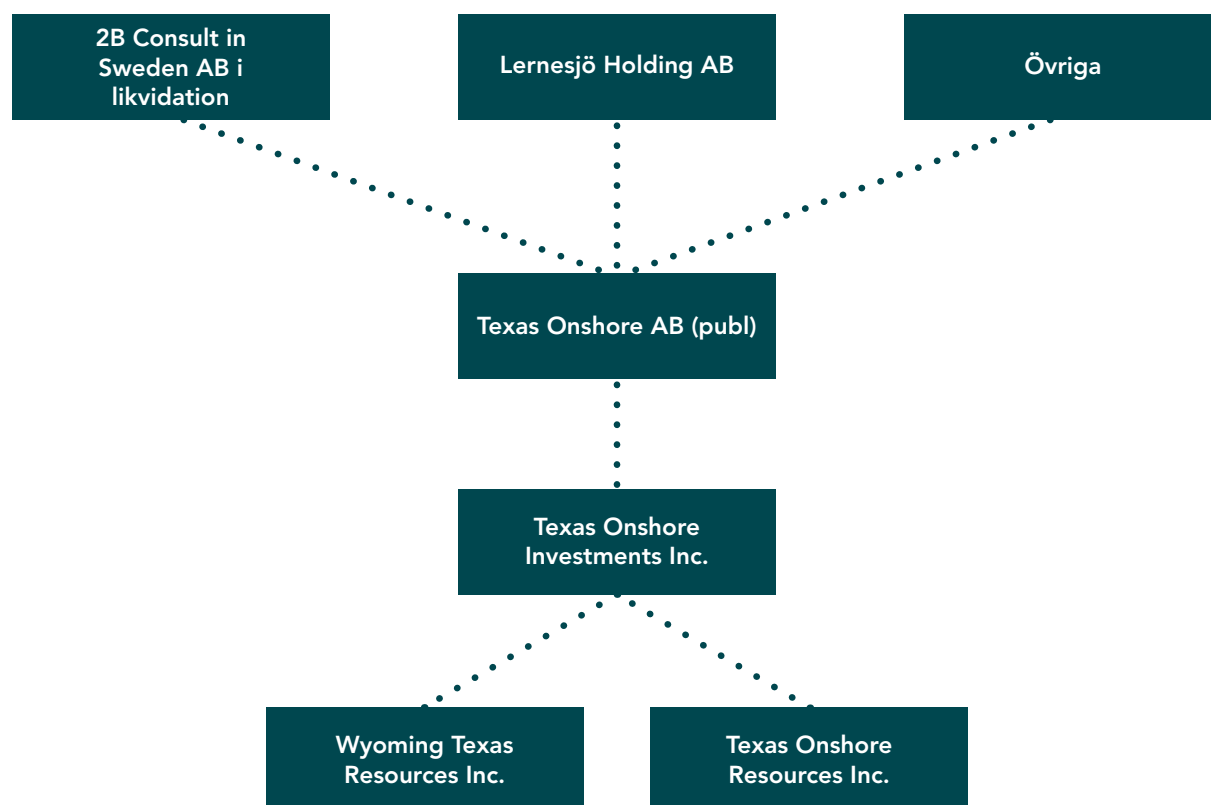 2B Consult in
Sweden AB i
likvidation
Lernesjö Holding AB
Övriga
Texas Onshore AB (publ)
Texas Onshore
Investments Inc.
Wyoming Texas
Resources Inc.
Texas Onshore
Resources Inc.